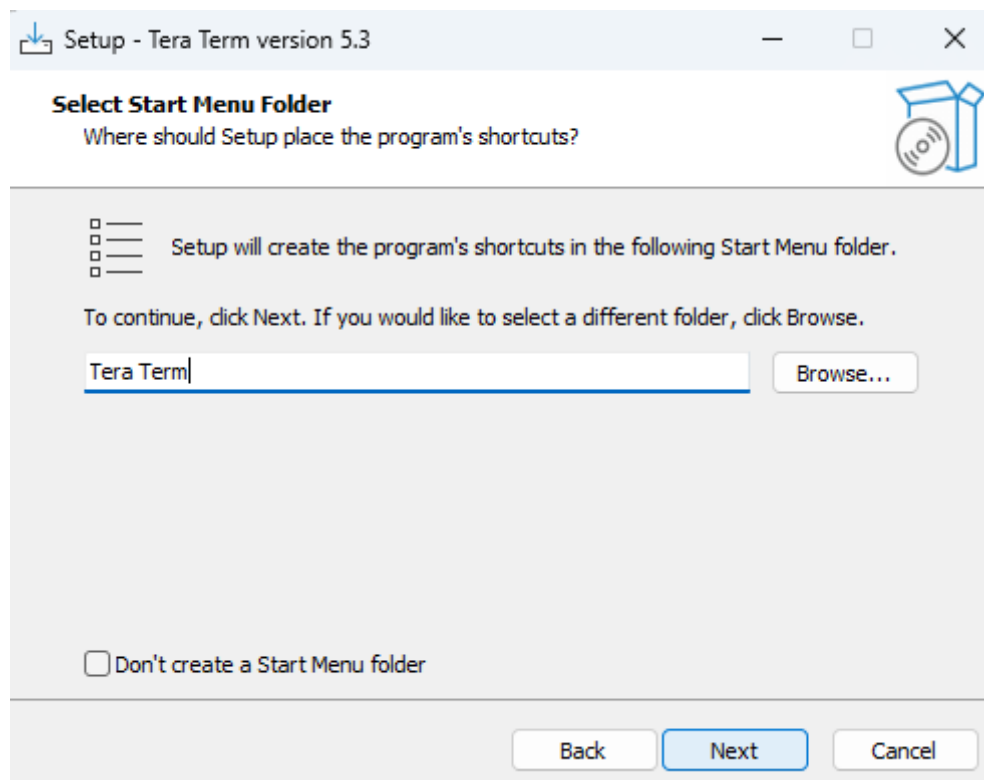 Setup - Tera Term version 5.3
Select Start Menu Folder
Where should Setup place the program's shortcuts?
Setup will create the program's shortcuts in the following Start Menu folder.
To continue, click Next. If you would like to select a different folder, click Browse.
Tera Term
Browse...
Don't create a Start Menu folder
Back
Next
Cancel